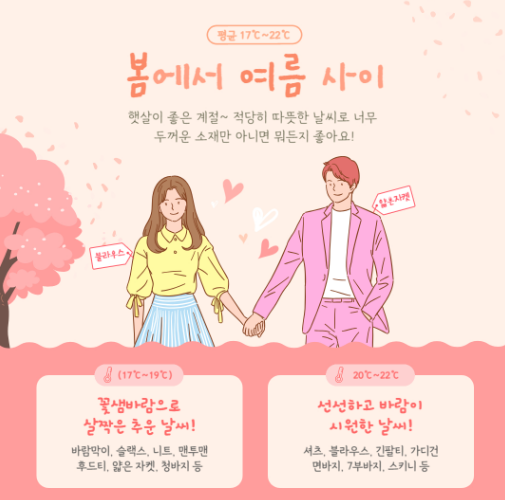 평균 17℃~22℃
봄에서 여름 사이
햇살이 좋은 계절~ 적당히 따뜻한 날씨로 너무
두꺼운 소재만 아니면 뭐든지 좋아요!
얇은자켓
블라우스
(17℃~19℃)
꽃샘바람으로
살짝은 추운 날씨!
바람막이, 슬랙스, 니트, 맨투맨
후드티, 얇은 자켓, 청바지 등
20℃~22℃
선선하고 바람이
시원한 날씨!
셔츠, 블라우스, 긴팔티, 가디건
면바지, 7부바지, 스키니 등